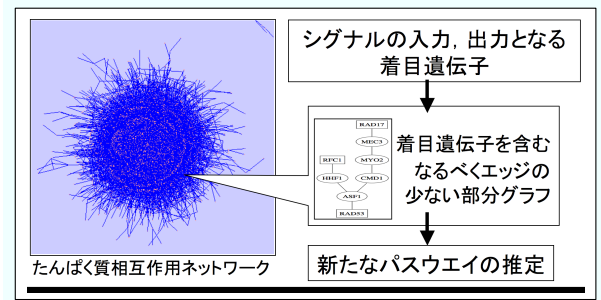 シグナルの入力，出力となる
着目遺伝子
RAD17
MEC3
RFC1
MYO2
HHF1
CMD1
ASF1
RAD53
着目遺伝子を含む
なるべくエッジの
少ない部分グラフ
たんぱく質相互作用ネットワーク
新たなパスウエイの推定